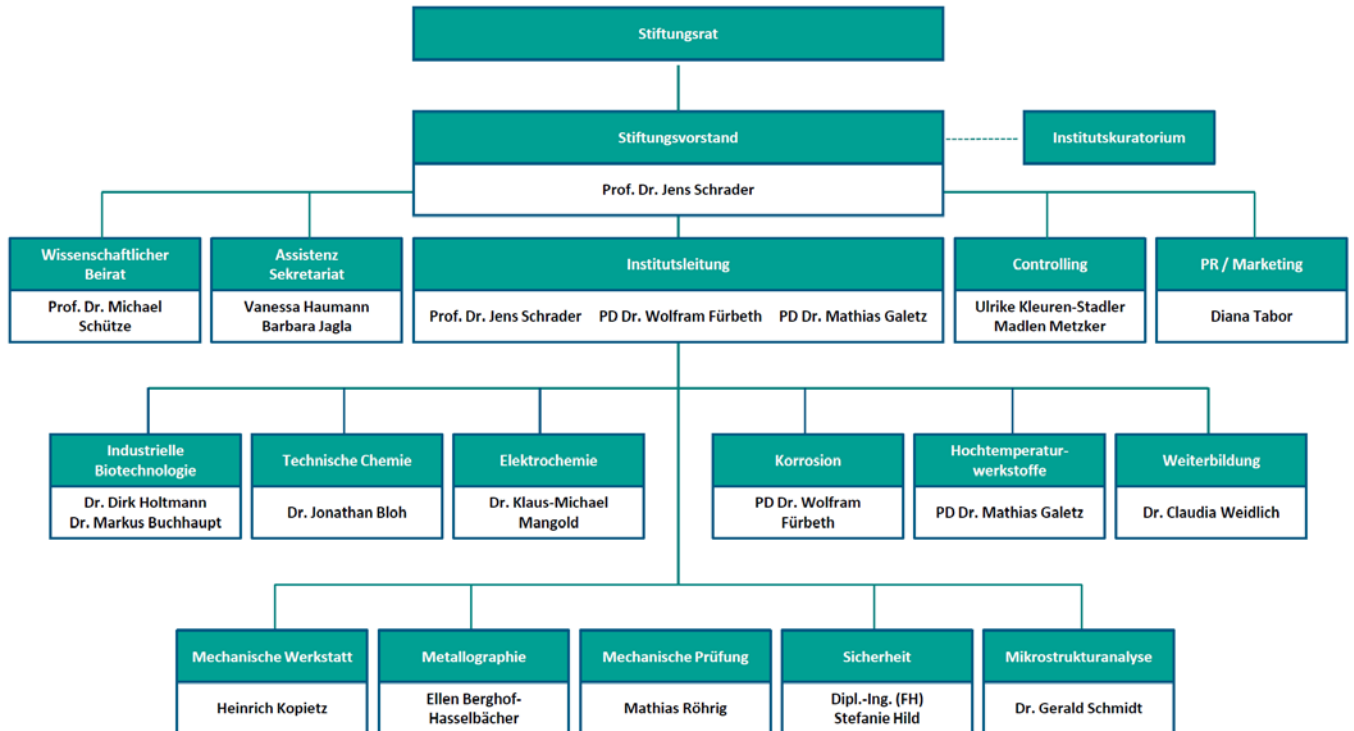 Stiftungsrat
Stiftungsvorstand
Institutskuratorium
Prof. Dr. Jens Schrader
Wissenschaftlicher
Beirat
Prof. Dr. Michael
Schütze
Assistenz
Sekretariat
Vanessa Haumann
Barbara Jagla
Institutsleitung
Prof. Dr. Jens Schrader PD Dr. Wolfram Fürbeth PD Dr. Mathias Galetz
Controlling
Ulrike Kleuren-Stadler
Madlen Metzker
PR / Marketing
Diana Tabor
Industrielle
Biotechnologie
Dr. Dirk Holtmann
Dr. Markus Buchhaupt
Technische Chemie
Dr. Jonathan Bloh
Elektrochemie
Dr. Klaus-Michael
Mangold
Korrosion
PD Dr. Wolfram
Fürbeth
Hochtemperatur-
werkstoffe
PD Dr. Mathias Galetz
Weiterbildung
Dr. Claudia Weidlich
Mechanische Werkstatt
Heinrich Kopietz
Metallographie
Ellen Berghof-
Hasselbächer
Mechanische Prüfung
Mathias Röhrig
Sicherheit
Dipl.-Ing. (FH)
Stefanie Hild
Mikrostrukturanalyse
Dr. Gerald Schmidt